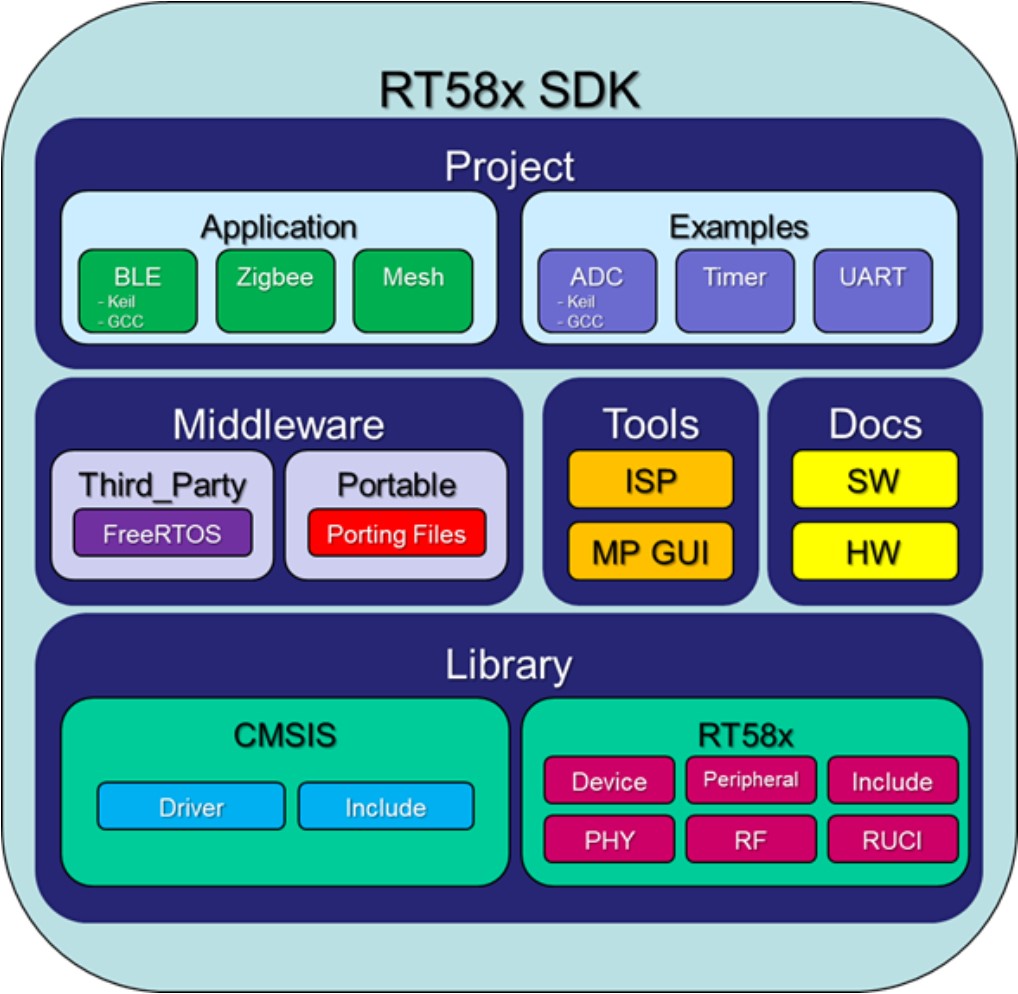 RT58x SDK
Project
Application
BLE
- Keil
- GCC
Zigbee
Mesh
Examples
ADC
- Keil
- GCC
Timer
UART
Middleware
Third_Party
FreeRTOS
Portable
Porting Files
Tools
ISP
MP GUI
Docs
SW
HW
Library
CMSIS
Driver
Include
RT58x
Device
Peripheral
Include
PHY
RF
RUCI